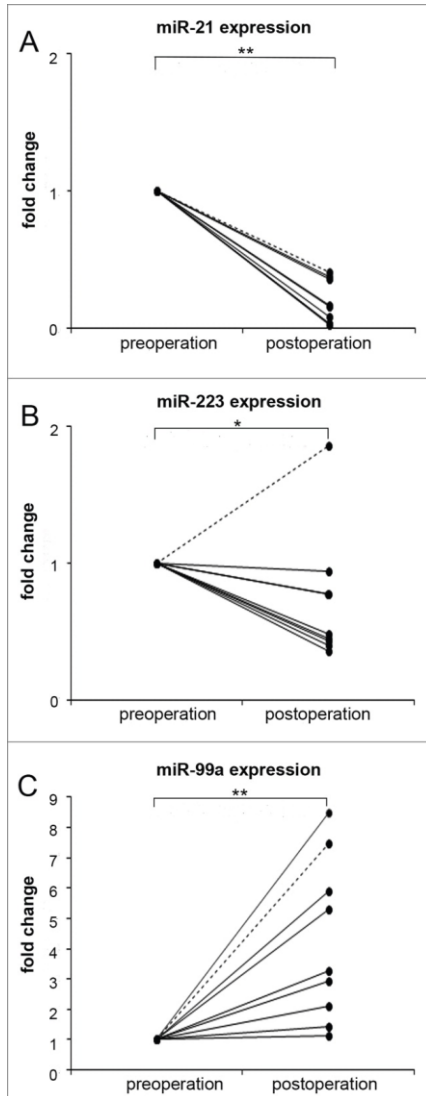 A
miR-21 expression
**
2
1
0
fold change
preoperation
postoperation
B
miR-223 expression
*
2
1
0
fold change
preoperation
postoperation
C
miR-99a expression
**
9
8
7
6
5
4
3
2
1
0
fold change
preoperation
postoperation